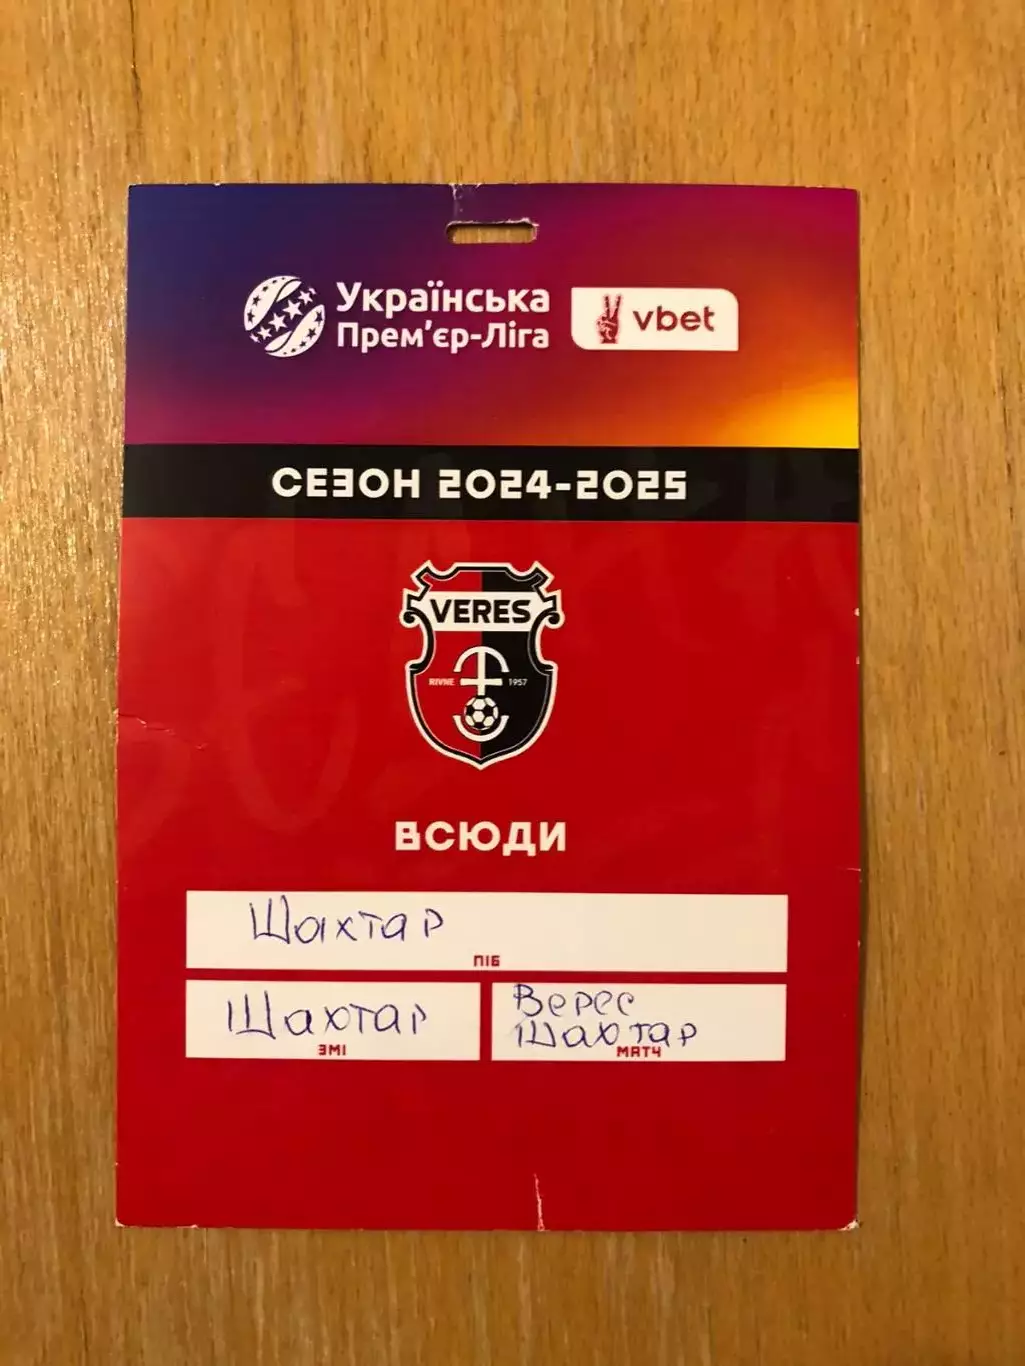 Українська
Прем'єр-Ліга
vbet
СЕЗОН 2024-2025
VERES
RIVNE 1957
ВСЮДИ
Шахтар
ПІБ
Шахтар
ЗМІ
Верес
Шахтар
МАТЧ